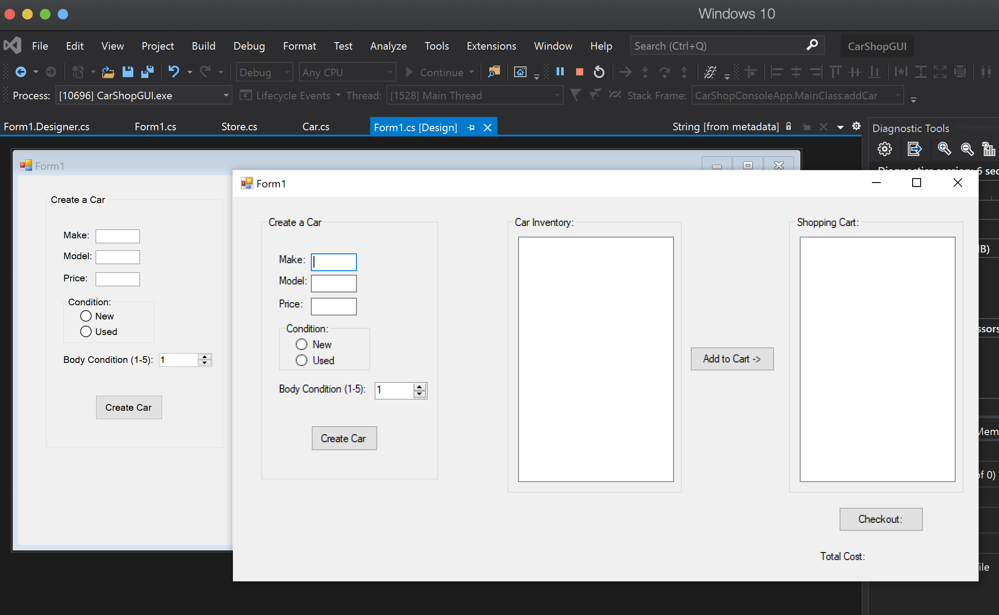 Windows 10
File Edit View Project Build Debug Format Test Analyze Tools Extensions Window Help Search (Ctrl+Q) CarShopGUI
Debug Any CPU Continue
Process: [10696] CarShopGUI.exe Lifecycle Events Thread: [1528] Main Thread Stack Frame: CarShopConsoleApp.MainClass.addCar
Form1.Designer.cs Form1.cs Store.cs Car.cs Form1.cs [Design] String [from metadata]
Diagnostic Tools
Diagnostics session: 6 sec
Form1
Create a Car
Make:
Model:
Price:
Condition:
New
Used
Body Condition (1-5): 1
Create Car
Form1
Create a Car
Make:
Model:
Price:
Condition:
New
Used
Body Condition (1-5): 1
Create Car
Car Inventory:
Add to Cart ->
Shopping Cart:
Checkout:
Total Cost:
IB)
ssors
Mem
of 0)
file